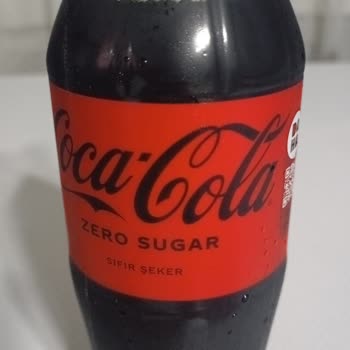 Coca-Cola
ZERO SUGAR
SIFIR ŞEKER